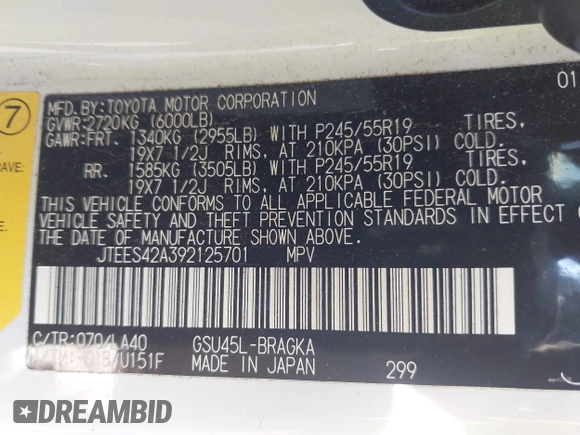 7
RAVE:
01
MFD.BY:TOYOTA MOTOR CORPORATION
GVWR:2720KG (6000LB)
GAWR:FRT. 1340KG (2955LB) WITH P245/55R19 TIRES,
19X7 1/2J RIMS, AT 210KPA (30PSI) COLD.
RR. 1585KG (3505LB) WITH P245/55R19 TIRES,
19X7 1/2J RIMS, AT 210KPA (30PSI) COLD.
THIS VEHICLE CONFORMS TO ALL APPLICABLE FEDERAL MOTOR
VEHICLE SAFETY AND THEFT PREVENTION STANDARDS IN EFFECT
THE DATE OF MANUFACTURE SHOWN ABOVE.
JTEES42A392125701 MPV
C/TR:070/LA40 GSU45L-BRAGKA
U151F MADE IN JAPAN 299
DREAMBID
dreambid.com